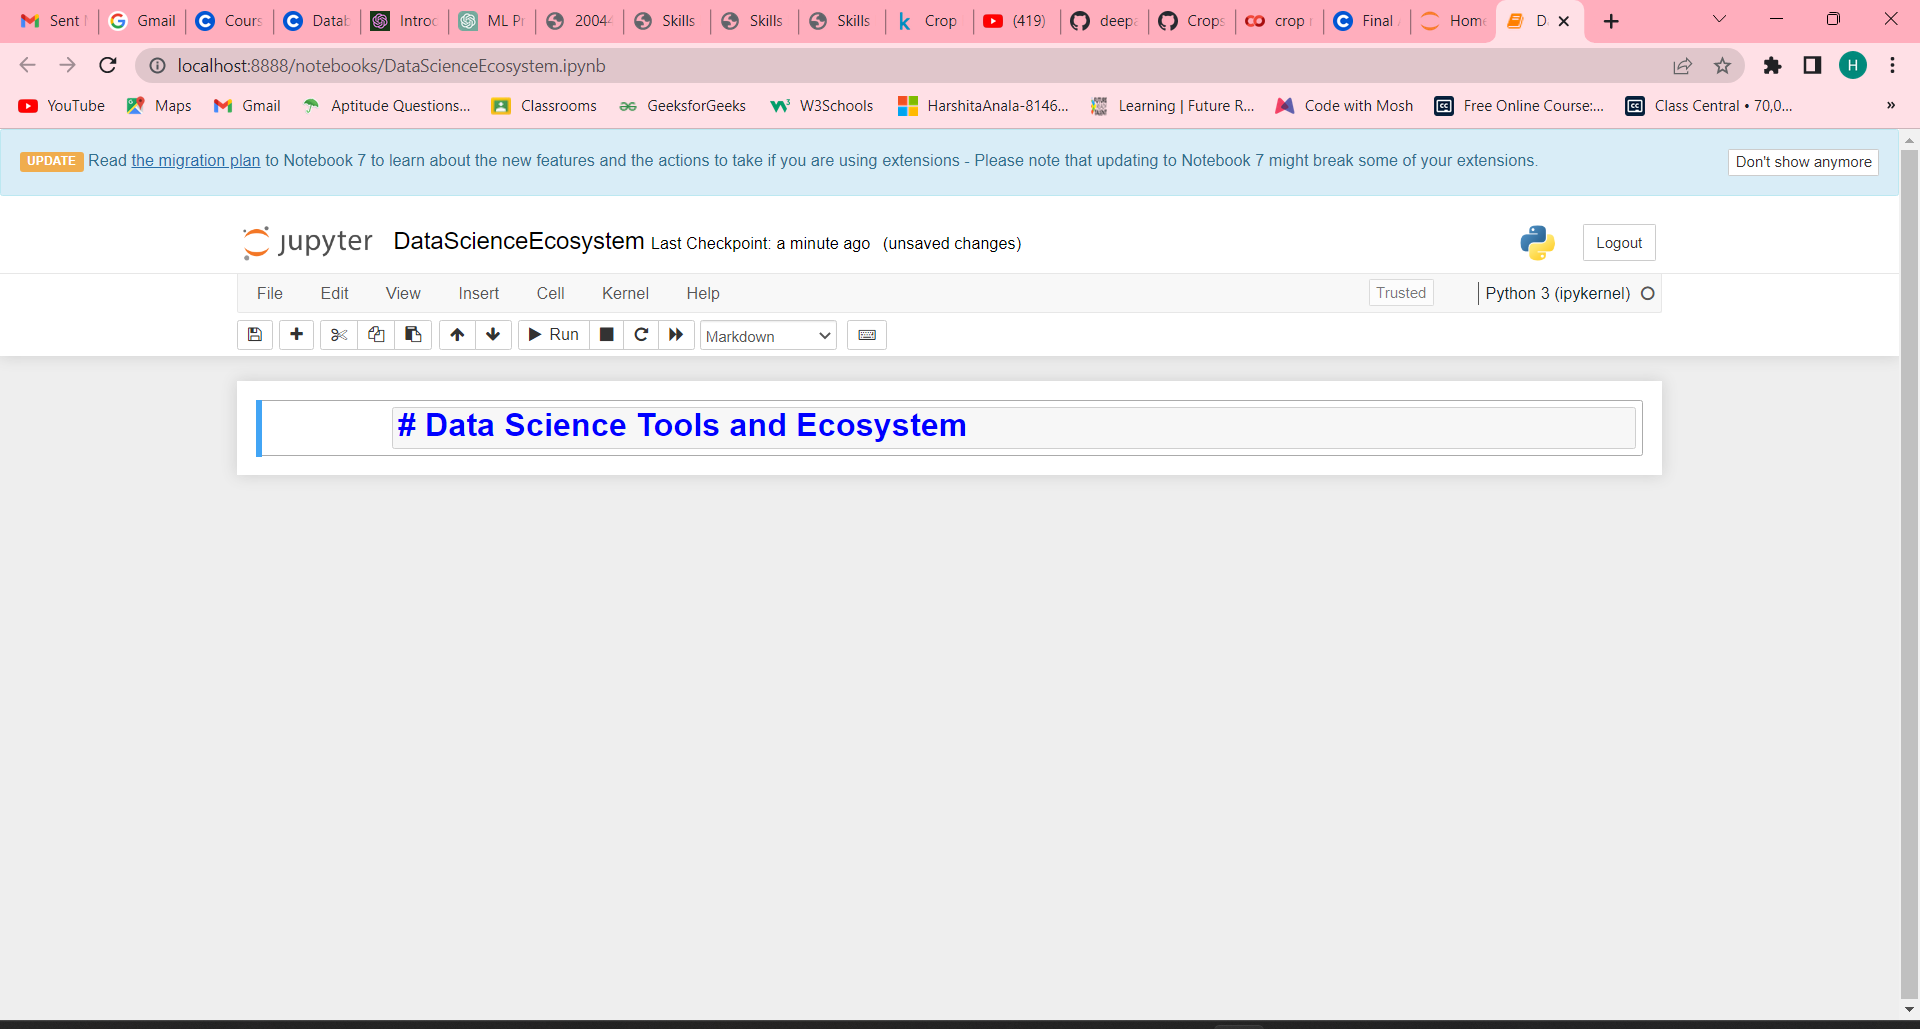 Sent Gmail Cours Datab Introd ML Pr 20044 Skills Skills Skills Crop (419) deepa Crops crop Final Home D
localhost:8888/notebooks/DataScienceEcosystem.ipynb H
YouTube Maps Gmail Aptitude Questions... Classrooms GeeksforGeeks W3Schools HarshitaAnala-8146... Learning | Future R... Code with Mosh Free Online Course:... Class Central • 70,0... »
UPDATE Read the migration plan to Notebook 7 to learn about the new features and the actions to take if you are using extensions - Please note that updating to Notebook 7 might break some of your extensions. Don't show anymore
jupyter DataScienceEcosystem Last Checkpoint: a minute ago (unsaved changes) Logout
File Edit View Insert Cell Kernel Help Trusted Python 3 (ipykernel)
Run Markdown
# Data Science Tools and Ecosystem